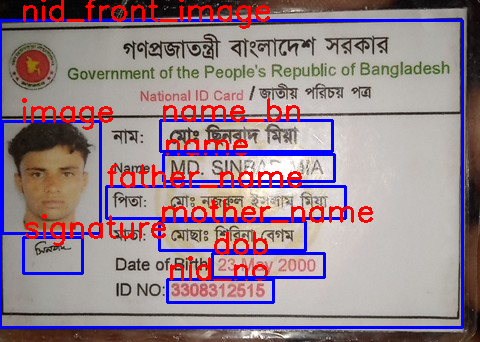 nid_front_image
গণপ্রজাতন্ত্রী বাংলাদেশ সরকার
Government of the People's Republic of Bangladesh
National ID Card / জাতীয় পরিচয় পত্র
image
name_bn
নাম: মোঃ ছিনবাদ মিয়া
name
Name: MD. SINBAD MIA
father_name
পিতা: মোঃ নজরুল ইসলাম মিয়া
signature
mother_name
মাতা: মোছাঃ শিরিনা বেগম
dob
Date of Birth: 23 May 2000
nid_no
ID NO: 3308312515